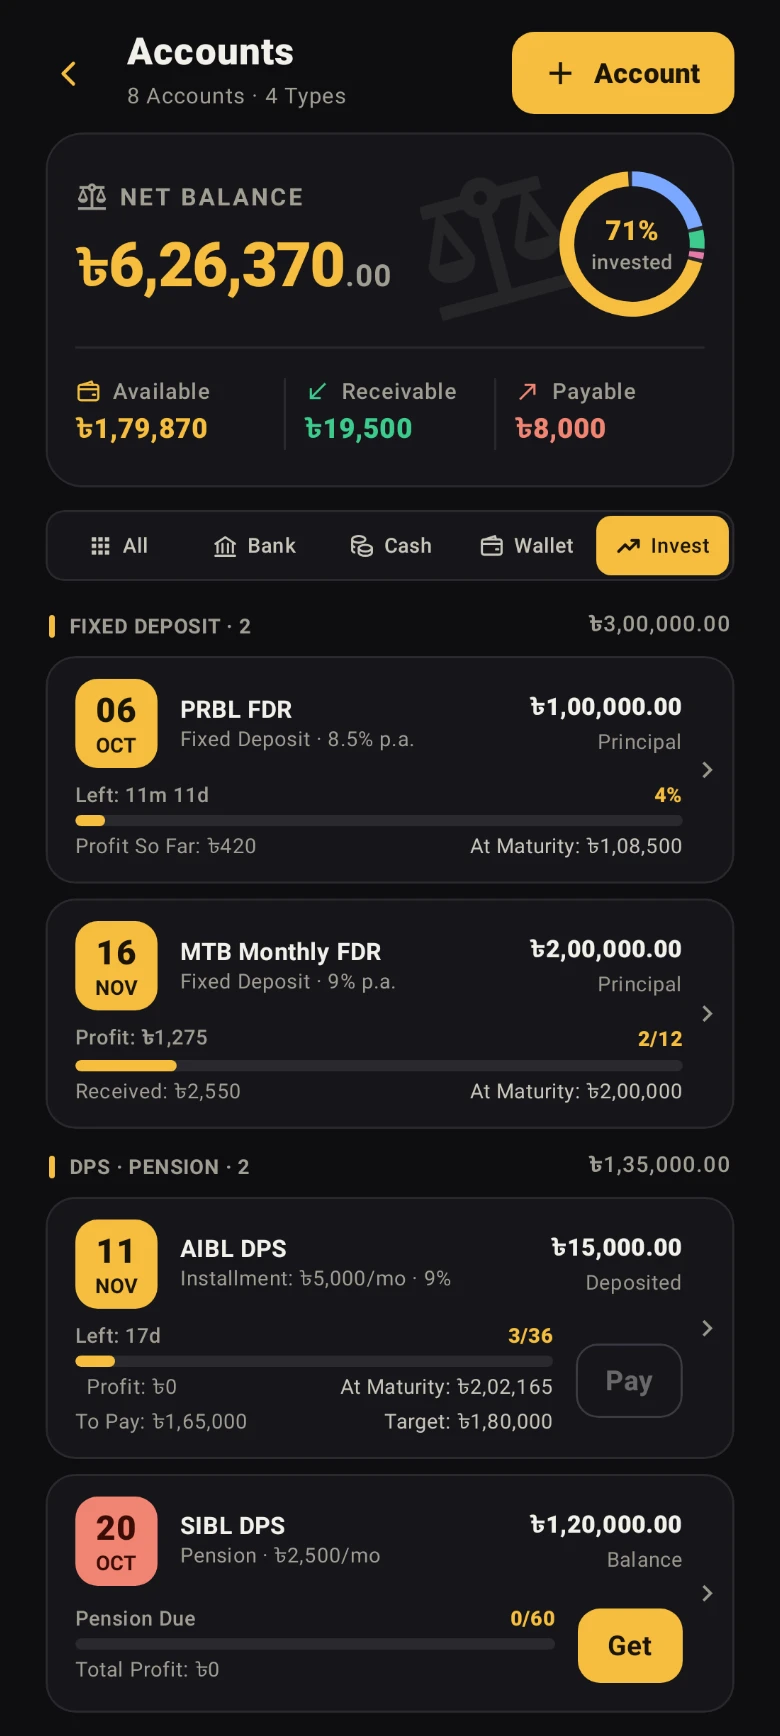 Accounts
8 Accounts · 4 Types
+ Account
NET BALANCE
৳6,26,370.00
71%
invested
Available
৳1,79,870
Receivable
৳19,500
Payable
৳8,000
All
Bank
Cash
Wallet
Invest
FIXED DEPOSIT · 2
৳3,00,000.00
06
OCT
PRBL FDR
Fixed Deposit · 8.5% p.a.
৳1,00,000.00
Principal
Left: 11m 11d
4%
Profit So Far: ৳420
At Maturity: ৳1,08,500
16
NOV
MTB Monthly FDR
Fixed Deposit · 9% p.a.
৳2,00,000.00
Principal
Profit: ৳1,275
2/12
Received: ৳2,550
At Maturity: ৳2,00,000
DPS · PENSION · 2
৳1,35,000.00
11
NOV
AIBL DPS
Installment: ৳5,000/mo · 9%
৳15,000.00
Deposited
Left: 17d
3/36
Profit: ৳0
At Maturity: ৳2,02,165
To Pay: ৳1,65,000
Target: ৳1,80,000
Pay
20
OCT
SIBL DPS
Pension · ৳2,500/mo
৳1,20,000.00
Balance
Pension Due
0/60
Total Profit: ৳0
Get